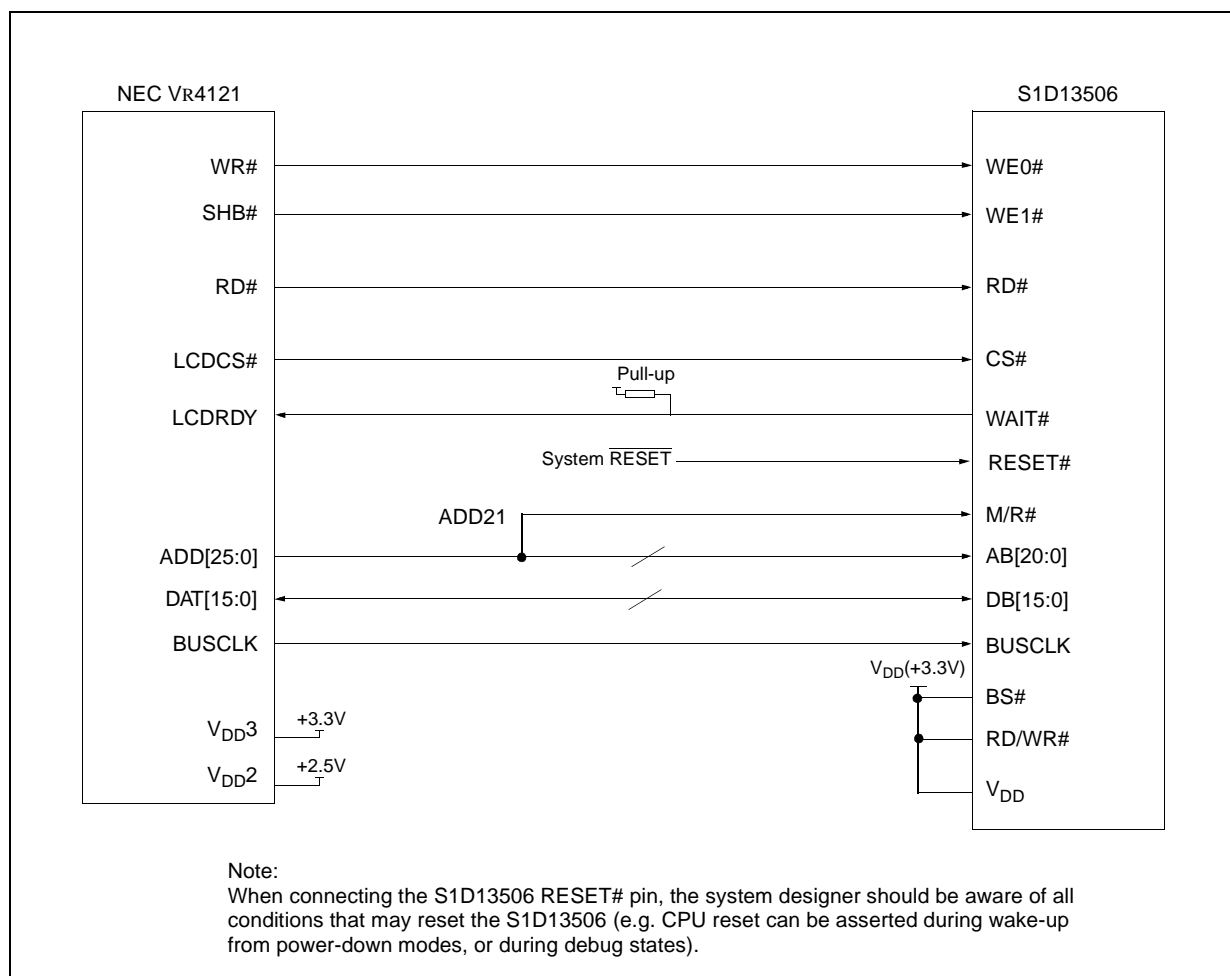 NEC VR4121 S1D13506
WR# WE0#
SHB# WE1#
RD# RD#
LCDCS# CS#
Pull-up
LCDRDY WAIT#
System RESET RESET#
ADD21 M/R#
ADD[25:0] AB[20:0]
DAT[15:0] DB[15:0]
BUSCLK BUSCLK
VDD(+3.3V)
BS#
VDD3 +3.3V RD/WR#
VDD2 +2.5V
VDD
Note:
When connecting the S1D13506 RESET# pin, the system designer should be aware of all
conditions that may reset the S1D13506 (e.g. CPU reset can be asserted during wake-up
from power-down modes, or during debug states).